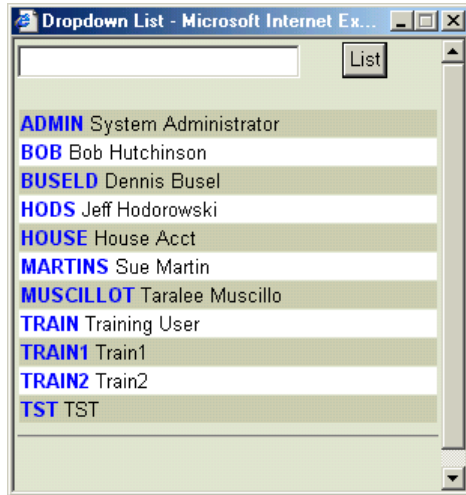 Dropdown List - Microsoft Internet Ex...
List
ADMIN System Administrator
BOB Bob Hutchinson
BUSELD Dennis Busel
HODS Jeff Hodorowski
HOUSE House Acct
MARTINS Sue Martin
MUSCILLOT Taralee Muscillo
TRAIN Training User
TRAIN1 Train1
TRAIN2 Train2
TST TST